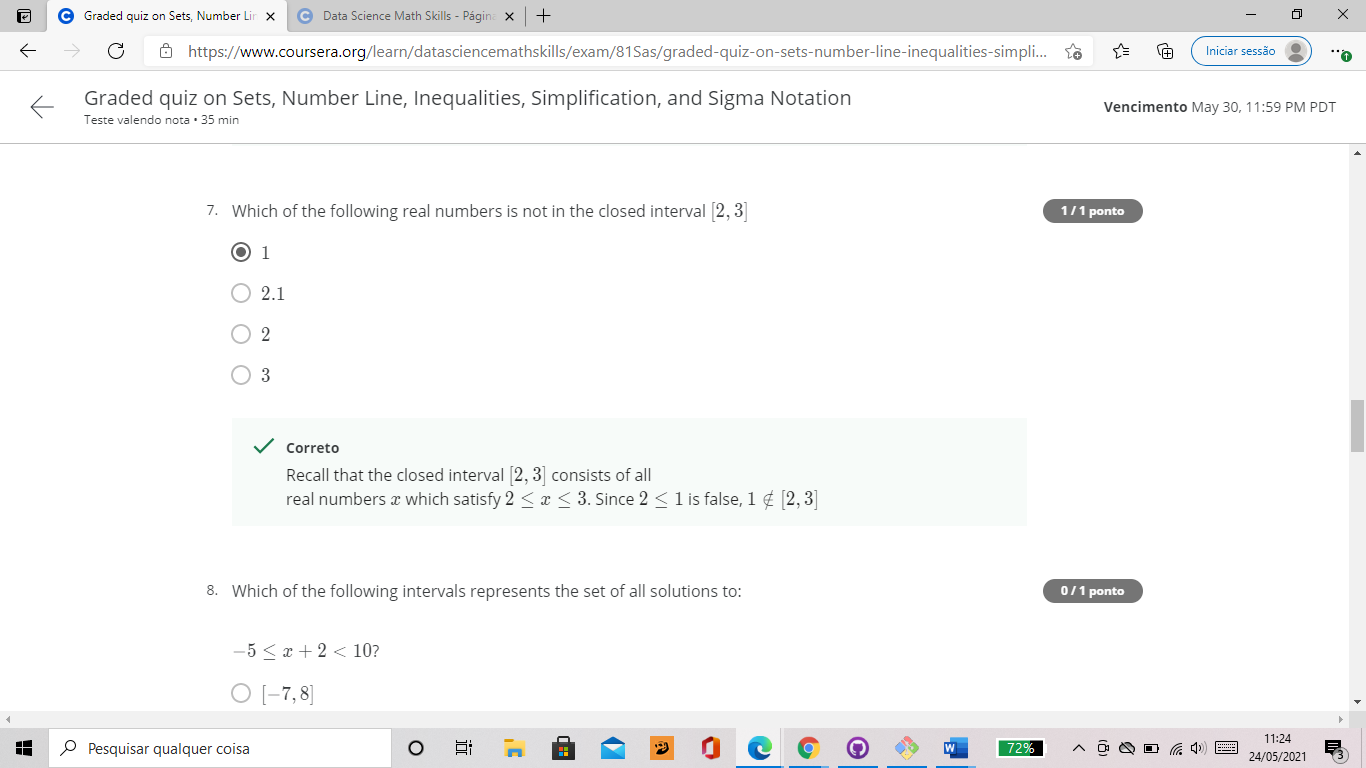 Graded quiz on Sets, Number Lin
Data Science Math Skills - Págin
https://www.coursera.org/learn/datasciencemathskills/exam/81Sas/graded-quiz-on-sets-number-line-inequalities-simpli...
Iniciar sessão
Graded quiz on Sets, Number Line, Inequalities, Simplification, and Sigma Notation
Teste valendo nota • 35 min
Vencimento May 30, 11:59 PM PDT
7. Which of the following real numbers is not in the closed interval [2, 3]
1 / 1 ponto
1
2.1
2
3
Correto
Recall that the closed interval [2, 3] consists of all
real numbers x which satisfy 2 ≤ x ≤ 3. Since 2 ≤ 1 is false, 1 ∉ [2, 3]
8. Which of the following intervals represents the set of all solutions to:
0 / 1 ponto
−5 ≤ x + 2 < 10?
[−7, 8]
Pesquisar qualquer coisa
72%
11:24
24/05/2021
3